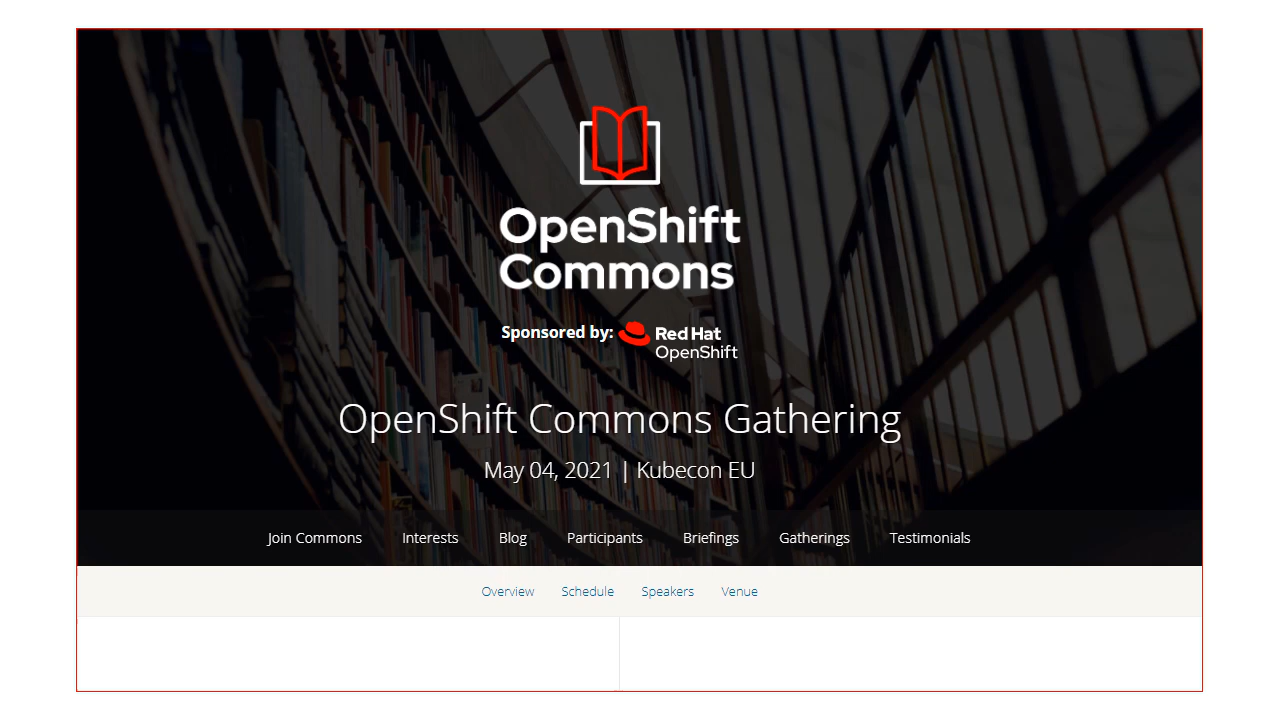 OpenShift
Commons
Sponsored by:
Red Hat
OpenShift
OpenShift Commons Gathering
May 04, 2021 | Kubecon EU
Join Commons Interests Blog Participants Briefings Gatherings Testimonials
Overview Schedule Speakers Venue